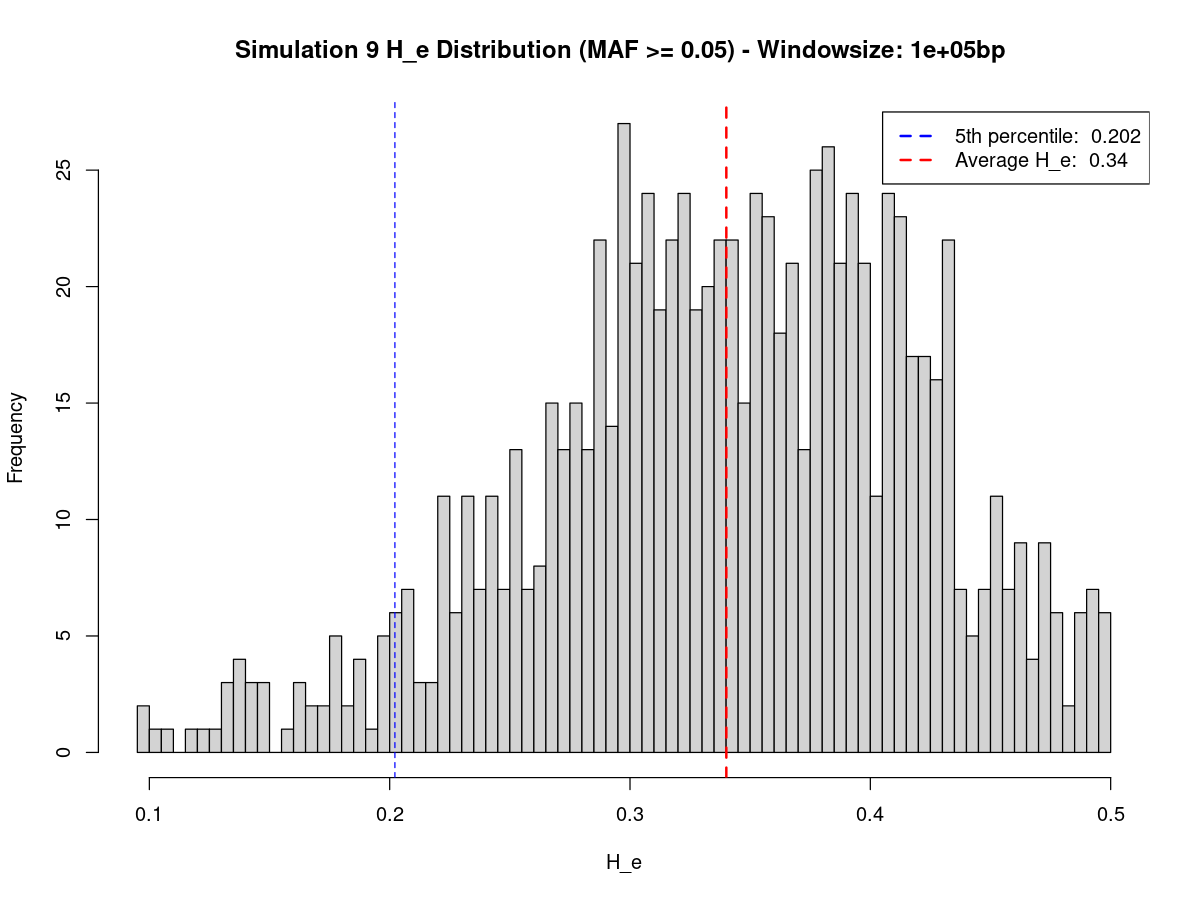 Simulation 9 H_e Distribution (MAF >= 0.05) - Windowsize: 1e+05bp
5th percentile:  0.202
Average H_e:  0.34
Frequency
25
20
15
10
5
0
0.1
0.2
0.3
0.4
0.5
H_e